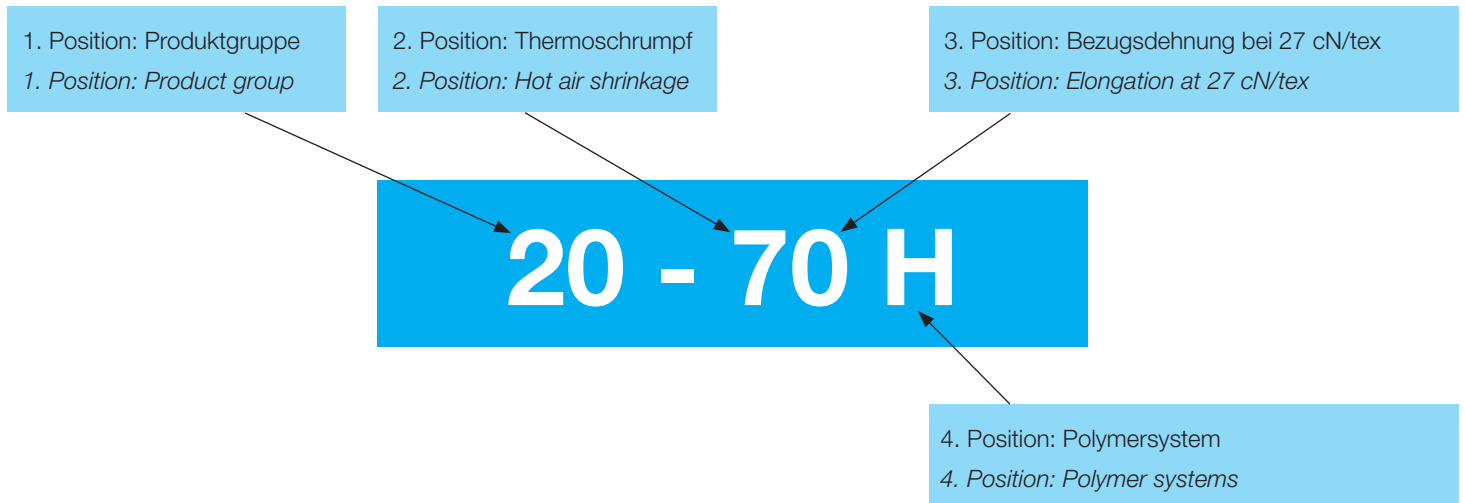 1. Position: Produktgruppe
1. Position: Product group
2. Position: Thermoschrumpf
2. Position: Hot air shrinkage
3. Position: Bezugsdehnung bei 27 cN/tex
3. Position: Elongation at 27 cN/tex
20 - 70 H
4. Position: Polymersystem
4. Position: Polymer systems